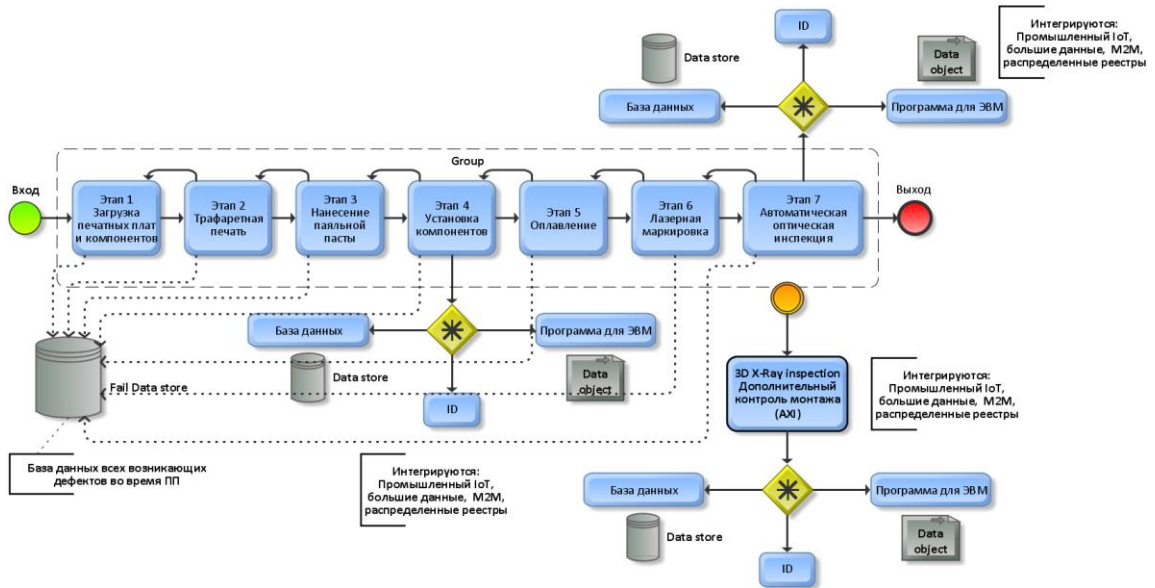 ID
Data store
Data
object
Интегрируются:
Промышленный IoT,
большие данные, M2M,
распределенные реестры
База данных
Программа для ЭВМ
Group
Вход
Этап 1
Загрузка
печатных плат
и компонентов
Этап 2
Трафаретная
печать
Этап 3
Нанесение
паяльной
пасты
Этап 4
Установка
компонентов
Этап 5
Оплавление
Этап 6
Лазерная
маркировка
Этап 7
Автоматическая
оптическая
инспекция
Выход
База данных
Программа для ЭВМ
Fail Data store
Data store
Data
object
ID
3D X-Ray inspection
Дополнительный
контроль монтажа
(AXI)
Интегрируются:
Промышленный IoT,
большие данные, M2M,
распределенные реестры
База данных всех возникающих
дефектов во время ПП
Интегрируются:
Промышленный IoT,
большие данные, M2M,
распределенные реестры
База данных
Программа для ЭВМ
Data store
Data
object
ID